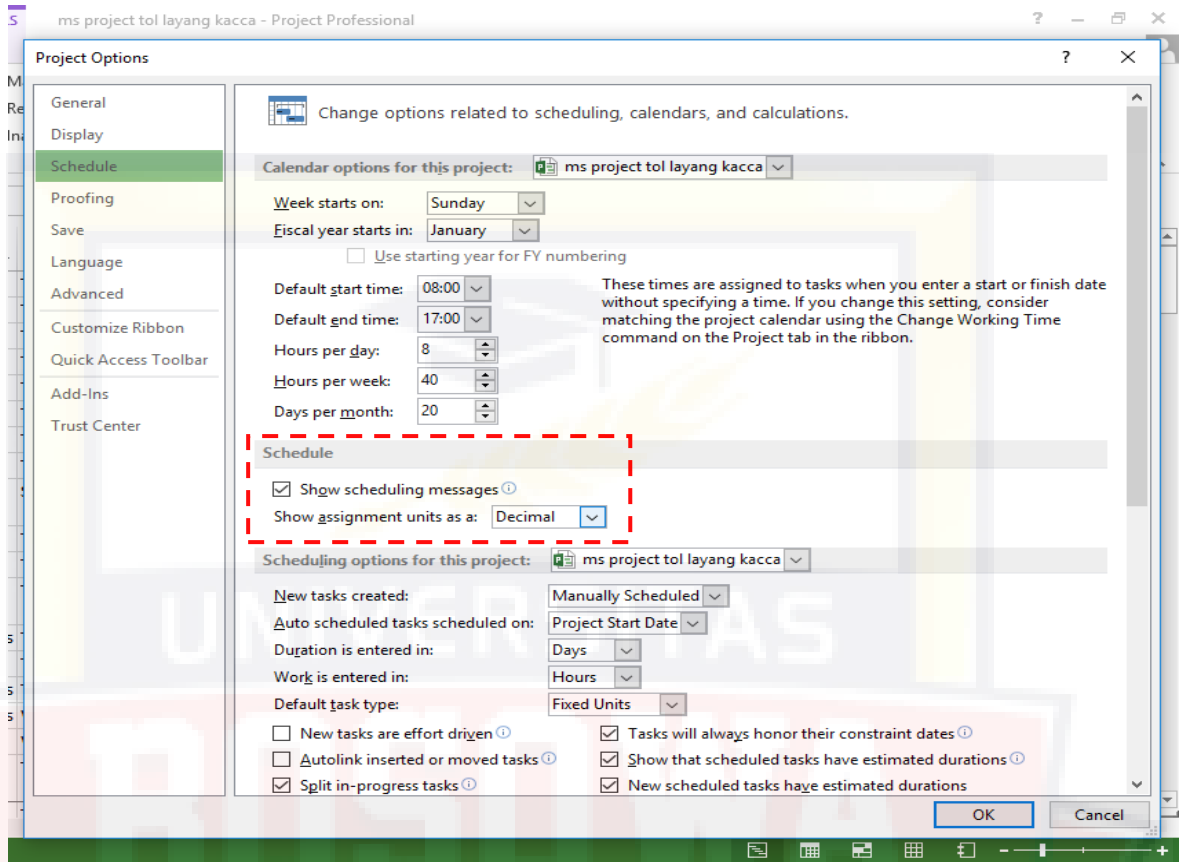 ms project tol layang kacca - Project Professional
Project Options
General
Display
Schedule
Proofing
Save
Language
Advanced
Customize Ribbon
Quick Access Toolbar
Add-Ins
Trust Center
Change options related to scheduling, calendars, and calculations.
Calendar options for this project: ms project tol layang kacca
Week starts on: Sunday
Fiscal year starts in: January
Use starting year for FY numbering
Default start time: 08:00
Default end time: 17:00
These times are assigned to tasks when you enter a start or finish date
without specifying a time. If you change this setting, consider
matching the project calendar using the Change Working Time
command on the Project tab in the ribbon.
Hours per day: 8
Hours per week: 40
Days per month: 20
Schedule
Show scheduling messages
Show assignment units as a: Decimal
Scheduling options for this project: ms project tol layang kacca
New tasks created: Manually Scheduled
Auto scheduled tasks scheduled on: Project Start Date
Duration is entered in: Days
Work is entered in: Hours
Default task type: Fixed Units
New tasks are effort driven
Tasks will always honor their constraint dates
Autolink inserted or moved tasks
Show that scheduled tasks have estimated durations
Split in-progress tasks
New scheduled tasks have estimated durations
OK Cancel
UNIVERSITAS
BOSOWA